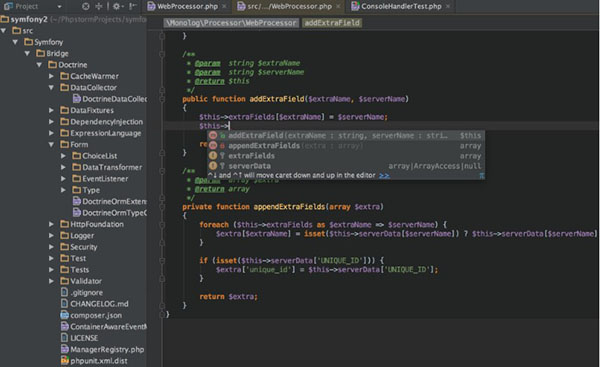 Project
WebProcessor.php
src/.../WebProcessor.php
ConsoleHandlerTest.php
symfony2 (~/PhpstormProjects/symfon
src
Symfony
Bridge
Doctrine
CacheWarmer
DataCollector
DoctrineDataColle
DataFixtures
DependencyInjection
ExpressionLanguage
Form
ChoiceList
DataTransformer
EventListener
Type
DoctrineOrmExtens
DoctrineOrmTypeG
HttpFoundation
Logger
Security
Test
Tests
Validator
.gitignore
CHANGELOG.md
composer.json
ContainerAwareEventM
LICENSE
ManagerRegistry.php
phpunit.xml.dist
\Monolog\Processor\WebProcessor
addExtraField
}
/**
* @param string $extraName
* @param string $serverName
* @return $this
*/
public function addExtraField($extraName, $serverName)
{
$this->extraFields[$extraName] = $serverName;
$this->
addExtraField(extraName : string, serverName : stri… $this
re
appendExtraFields(extra : array) array
}
extraFields array
serverData array|ArrayAccess|null
/**
^↓ and ^↑ will move caret down and up in the editor >>
* @param array $extra
* @return array
*/
private function appendExtraFields(array $extra)
{
foreach ($this->extraFields as $extraName => $serverName) {
$extra[$extraName] = isset($this->serverData[$serverName]) ? $this->serverData[$serverName]
}
if (isset($this->serverData['UNIQUE_ID'])) {
$extra['unique_id'] = $this->serverData['UNIQUE_ID'];
}
return $extra;
}
}